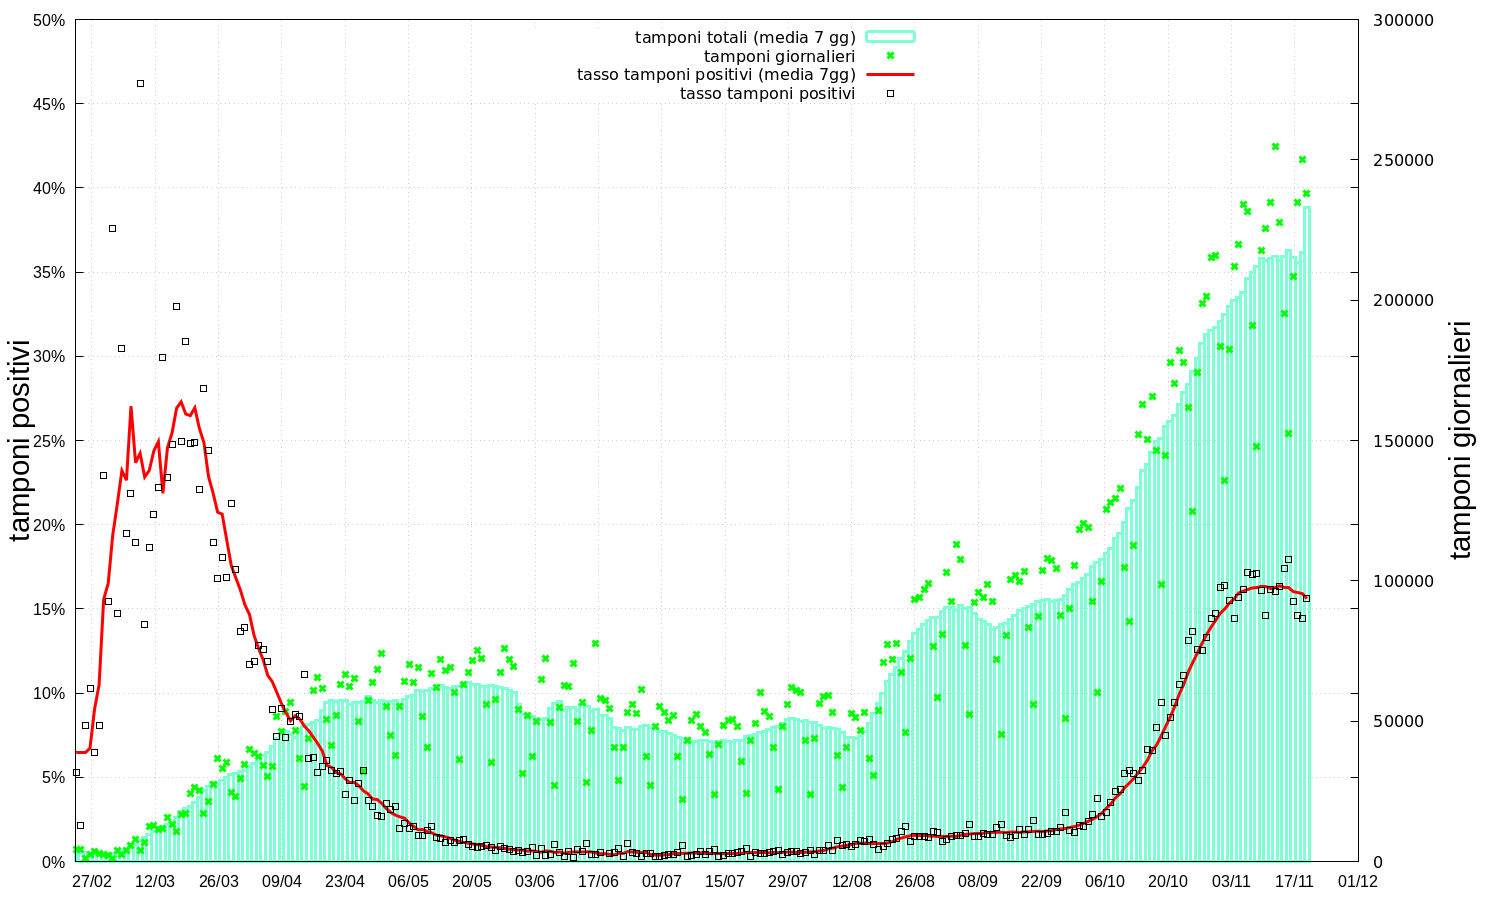 tamponi totali (media 7 gg)
tamponi giornalieri
tasso tamponi positivi (media 7gg)
tasso tamponi positivi
tamponi positivi
50%
45%
40%
35%
30%
25%
20%
15%
10%
5%
0%
300000
250000
200000
150000
100000
50000
0
tamponi giornalieri
27/02 12/03 26/03 09/04 23/04 06/05 20/05 03/06 17/06 01/07 15/07 29/07 12/08 26/08 08/09 22/09 06/10 20/10 03/11 17/11 01/12